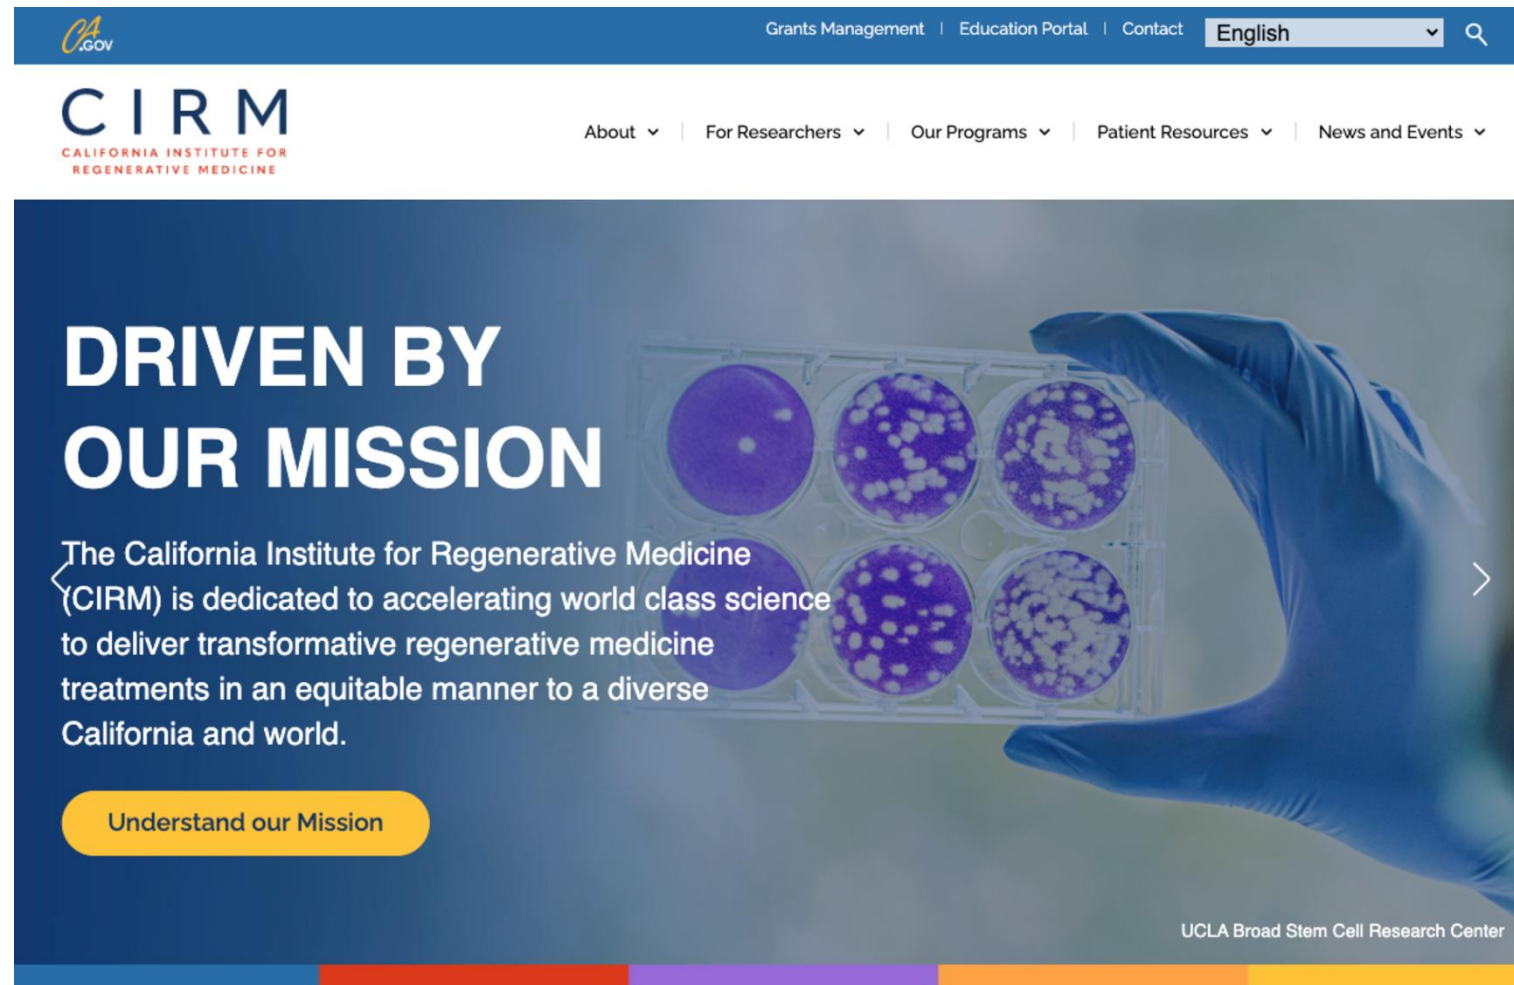 CA.GOV
Grants Management
Education Portal
Contact
English
CIRM
CALIFORNIA INSTITUTE FOR
REGENERATIVE MEDICINE
About
For Researchers
Our Programs
Patient Resources
News and Events
DRIVEN BY
OUR MISSION
The California Institute for Regenerative Medicine
(CIRM) is dedicated to accelerating world class science
to deliver transformative regenerative medicine
treatments in an equitable manner to a diverse
California and world.
Understand our Mission
UCLA Broad Stem Cell Research Center